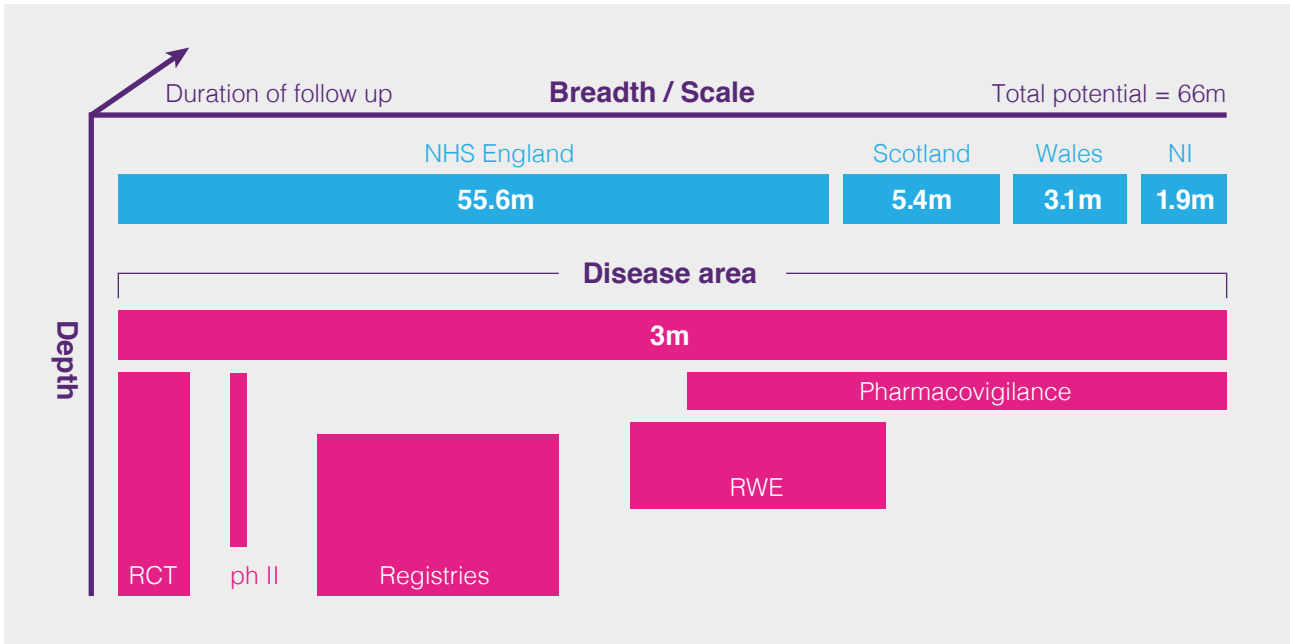 Duration of follow up
Breadth / Scale
Total potential = 66m
NHS England
Scotland
Wales
NI
55.6m
5.4m
3.1m
1.9m
Disease area
Depth
3m
Pharmacovigilance
RWE
RCT
ph II
Registries